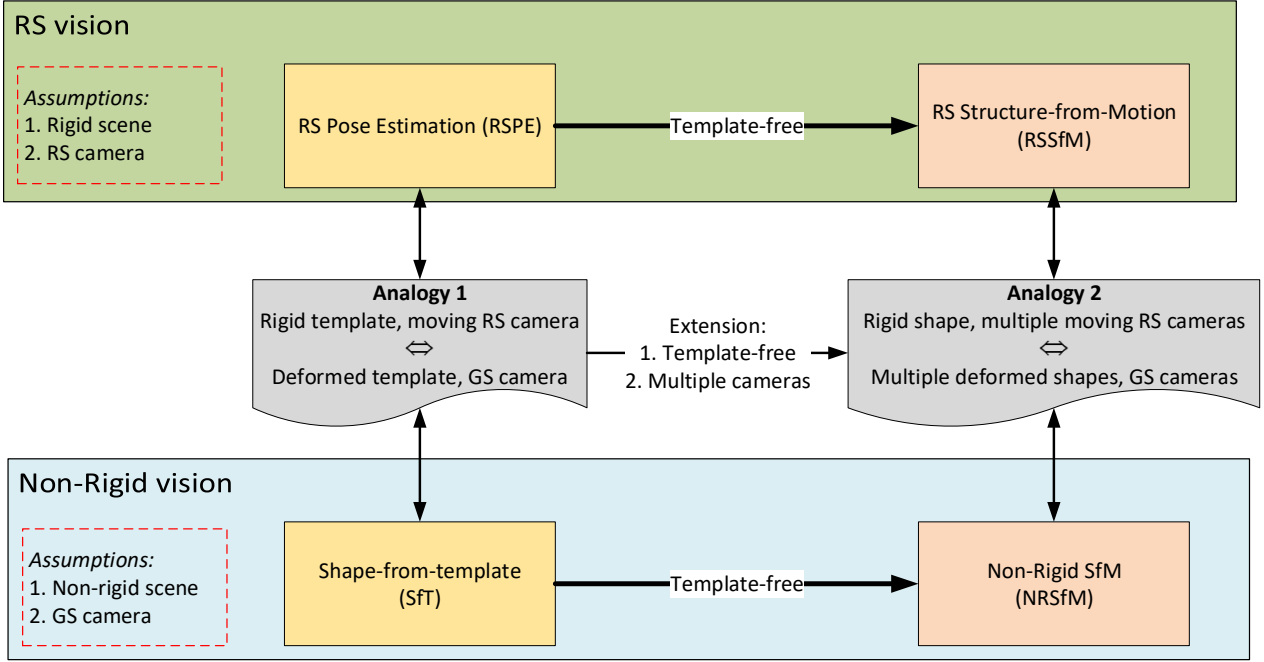 RS vision
Assumptions:
1. Rigid scene
2. RS camera
RS Pose Estimation (RSPE)
Template-free
RS Structure-from-Motion
(RSSfM)
Analogy 1
Rigid template, moving RS camera
⇔
Deformed template, GS camera
Extension:
1. Template-free
2. Multiple cameras
Analogy 2
Rigid shape, multiple moving RS cameras
⇔
Multiple deformed shapes, GS cameras
Non-Rigid vision
Assumptions:
1. Non-rigid scene
2. GS camera
Shape-from-template
(SfT)
Template-free
Non-Rigid SfM
(NRSfM)